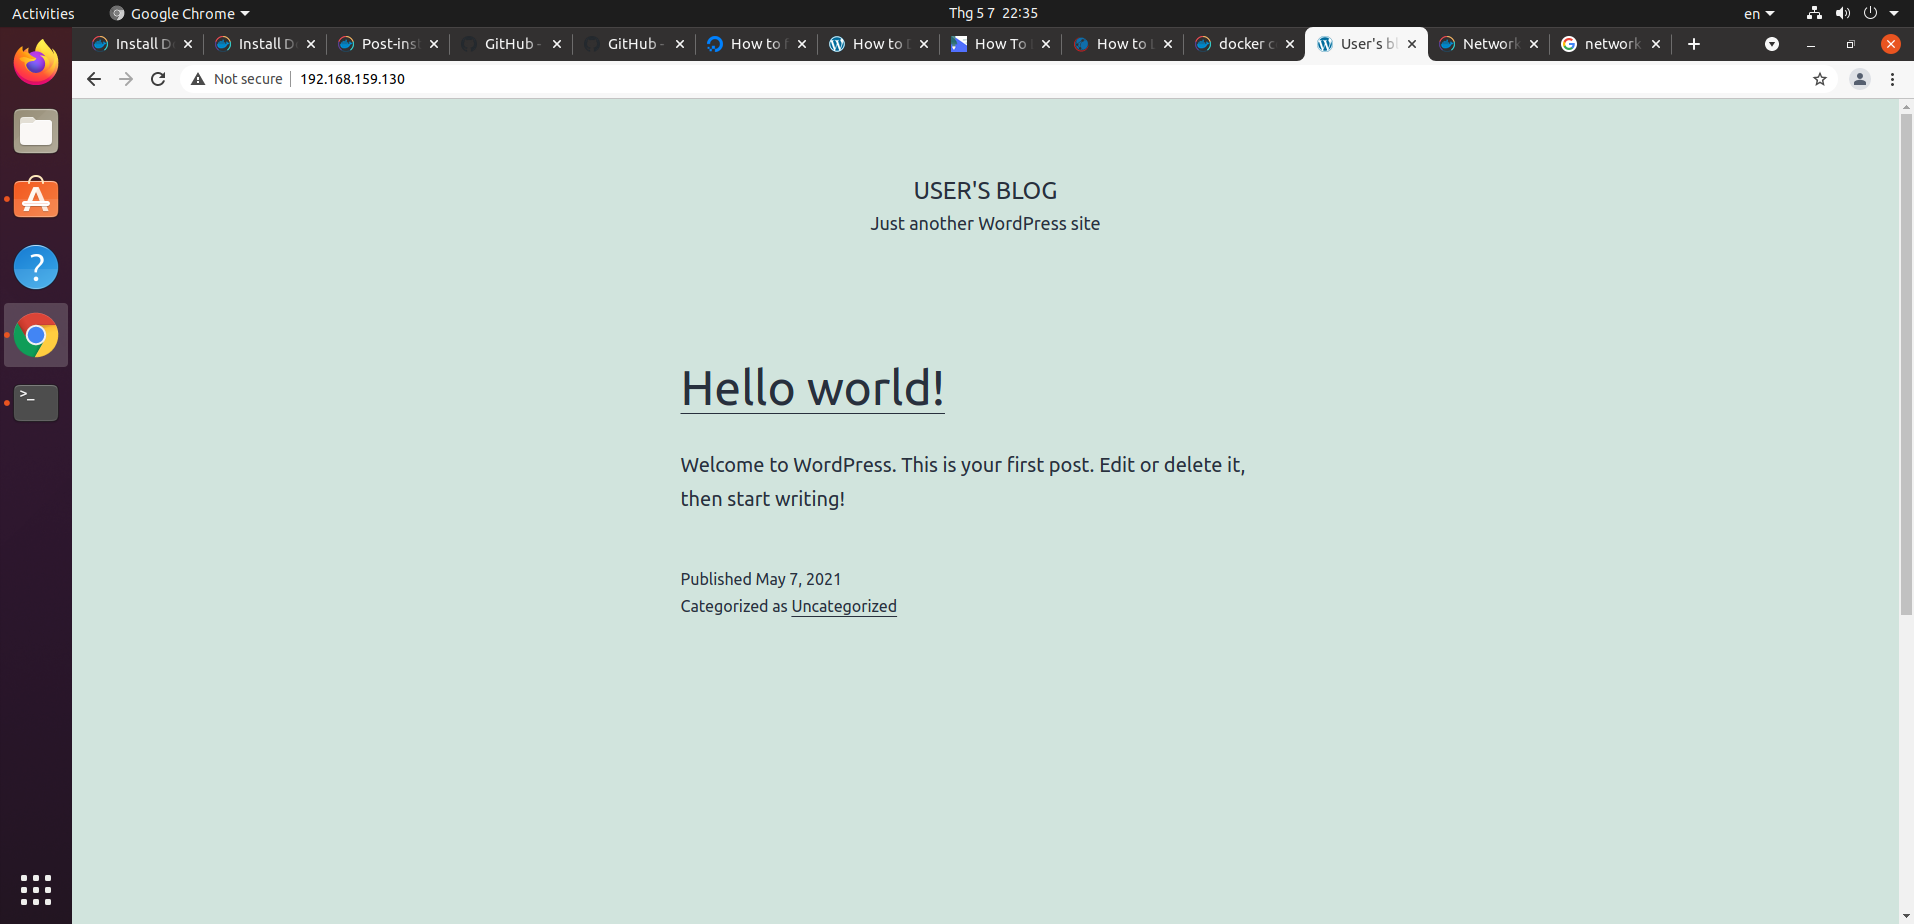 Activities
Google Chrome
Thg 5 7 22:35
en
Install D
Install D
Post-ins
GitHub -
GitHub -
How to
How to
How To
How to
docker c
User's b
Network
network
Not secure
192.168.159.130
USER'S BLOG
Just another WordPress site
Hello world!
Welcome to WordPress. This is your first post. Edit or delete it,
then start writing!
Published May 7, 2021
Categorized as Uncategorized